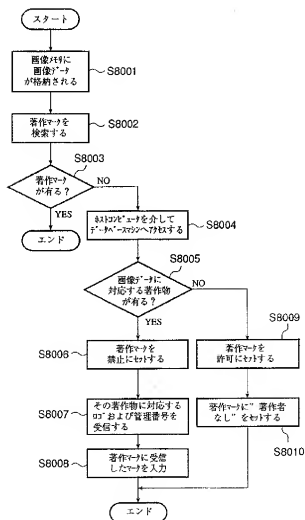 スタート
画像メモリに
画像データ
が格納される
S8001
著作マークを
検索する
S8002
S8003
著作マーク
が有る?
NO
YES
エンド
ホストコンピュータを介して
データベースマシンへアクセスする
S8004
S8005
画像データに
対応する著作物
が有る?
NO
YES
S8006
著作マークを
禁止にセットする
S8009
著作マークを
許可にセットする
S8007
その著作物に対応する
ロゴおよび管理番号を
受信する
著作マークに"著作者
なし"をセットする
S8010
S8008
著作マークに受信
したマークを入力
エンド